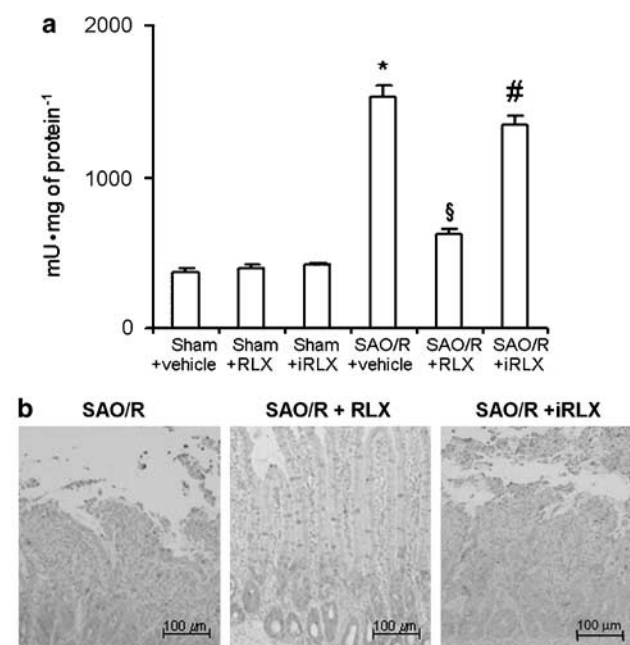 a
2000
1000
0
mU•mg of protein⁻¹
*
§
#
Sham +vehicle
Sham +RLX
Sham +iRLX
SAO/R +vehicle
SAO/R +RLX
SAO/R +iRLX
b
SAO/R
SAO/R + RLX
SAO/R +iRLX
100 µm
100 µm
100 µm